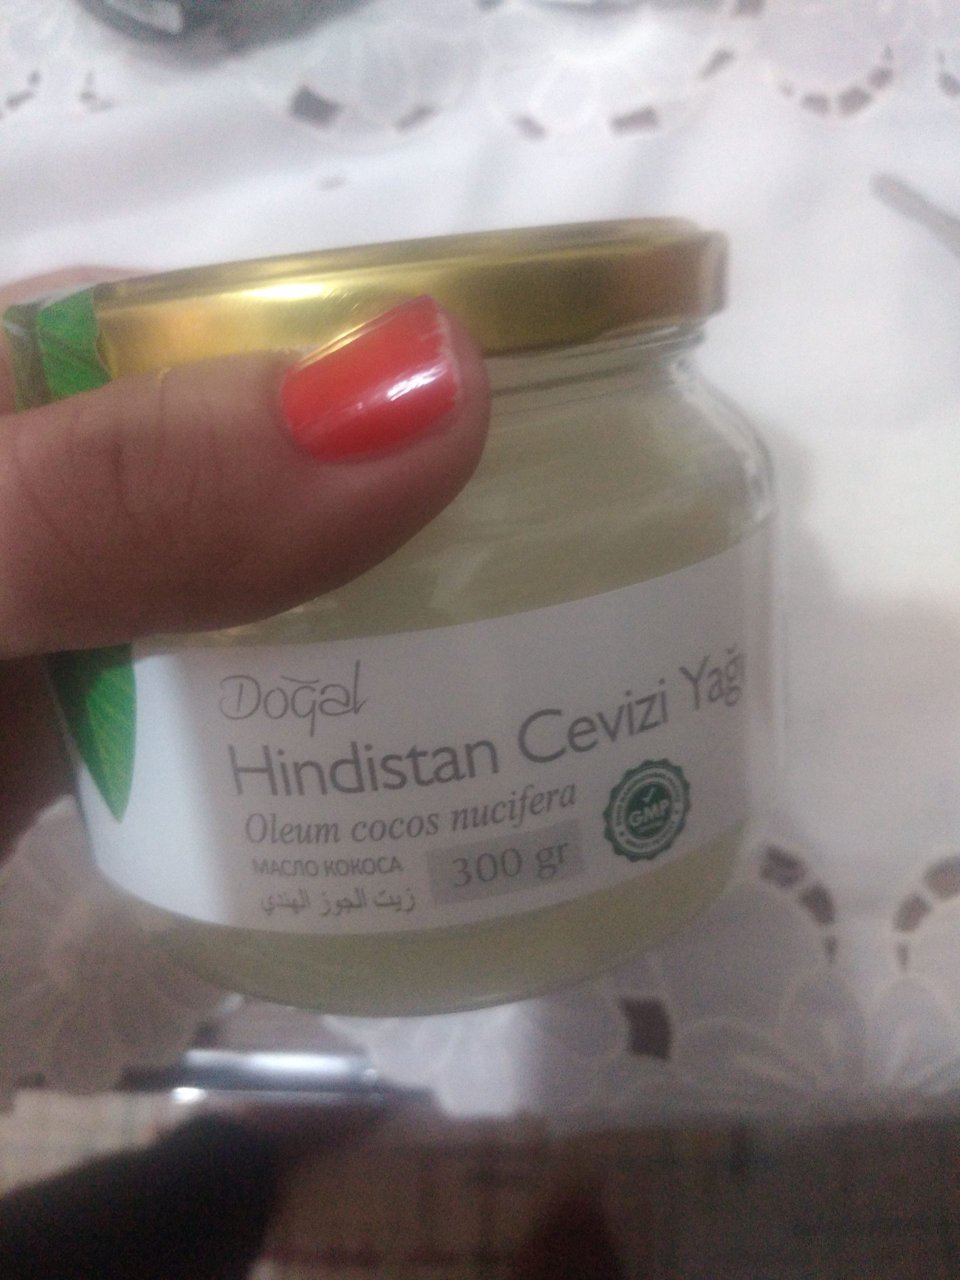 Doğal
Hindistan Cevizi Yağı
Oleum cocos nucifera
МАСЛО КОКОСА
300 gr
زيت الجوز الهندي
GMP